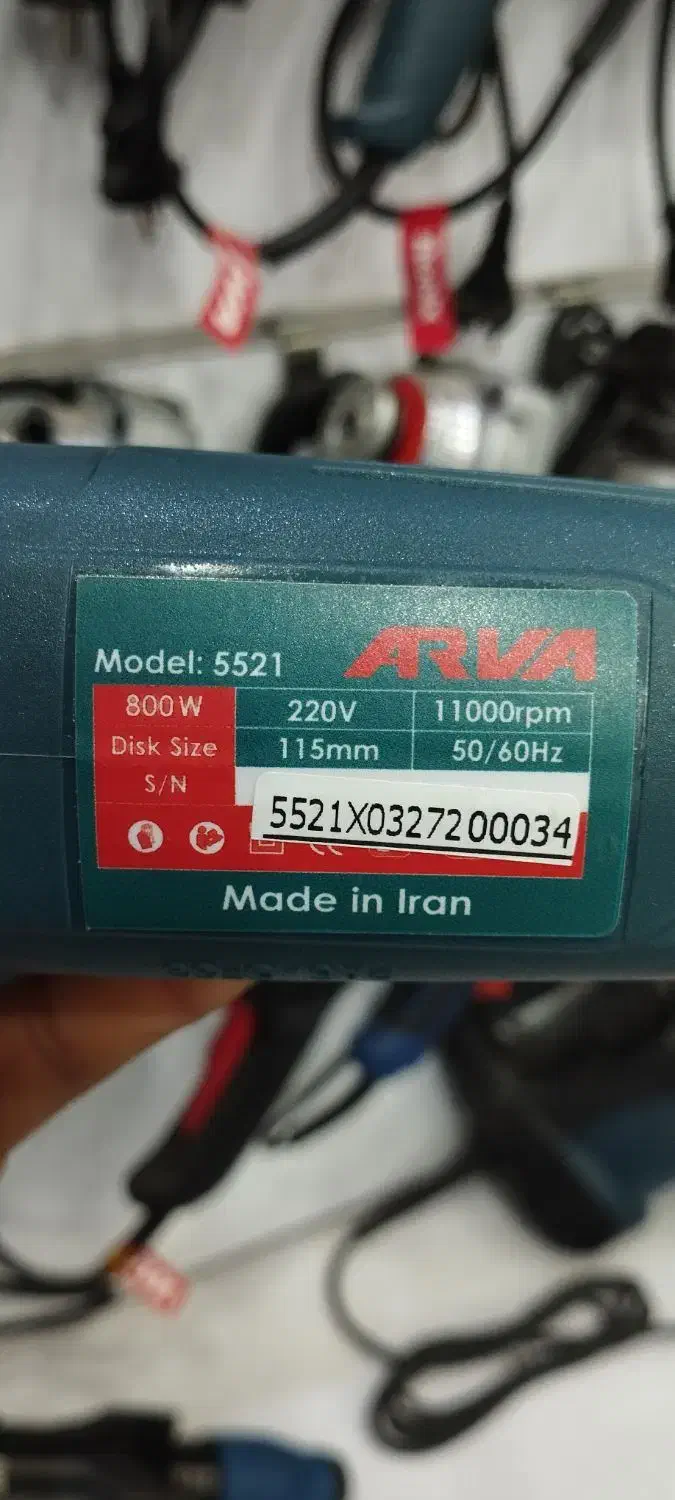 Model: 5521 ARVA
800W 220V 11000rpm
Disk Size 115mm 50/60Hz
S/N
5521X0327200034
Made in Iran